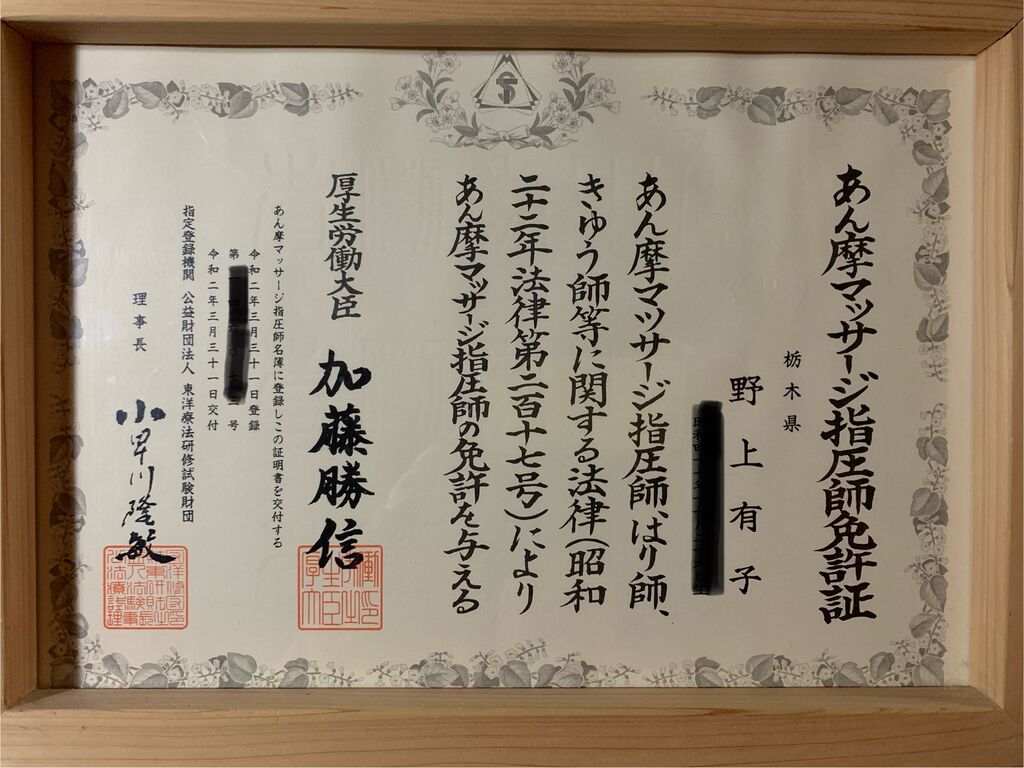 あん摩マッサージ指圧師免許証
栃木県
野上有子
あん摩マツサージ指圧師、はり師、
きゆう師等に関する法律(昭和
二十二年法律第二百十七号)により
あん摩マッサージ指圧師の免許を与える
厚生労働大臣 加藤勝信
あん摩マッサージ指圧師名簿に登録しこの証明書を交付する
令和二年三月三十一日登録
第 号
令和二年三月三十一日交付
指定登録機関 公益財団法人 東洋療法研修試験財団
理事長 小早川隆敏